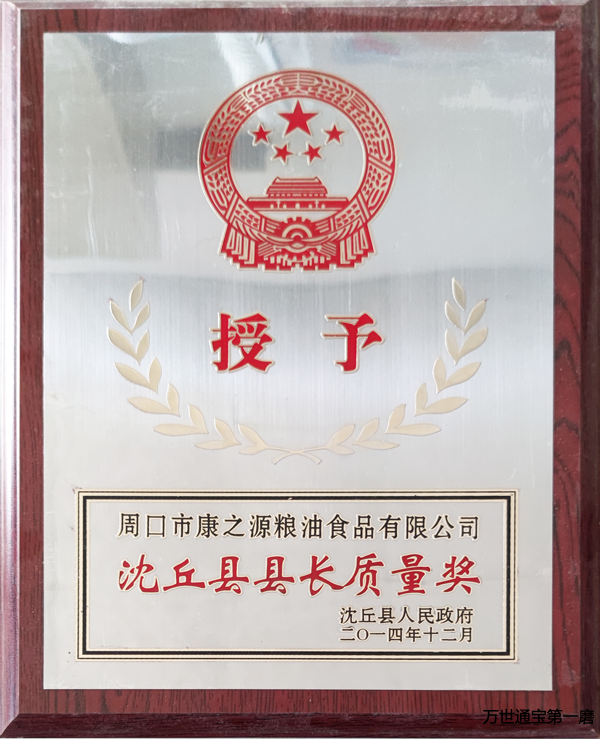 授予
周口市康之源粮油食品有限公司
沈丘县县长质量奖
沈丘县人民政府
二〇一四年十二月
万世通宝第一磨